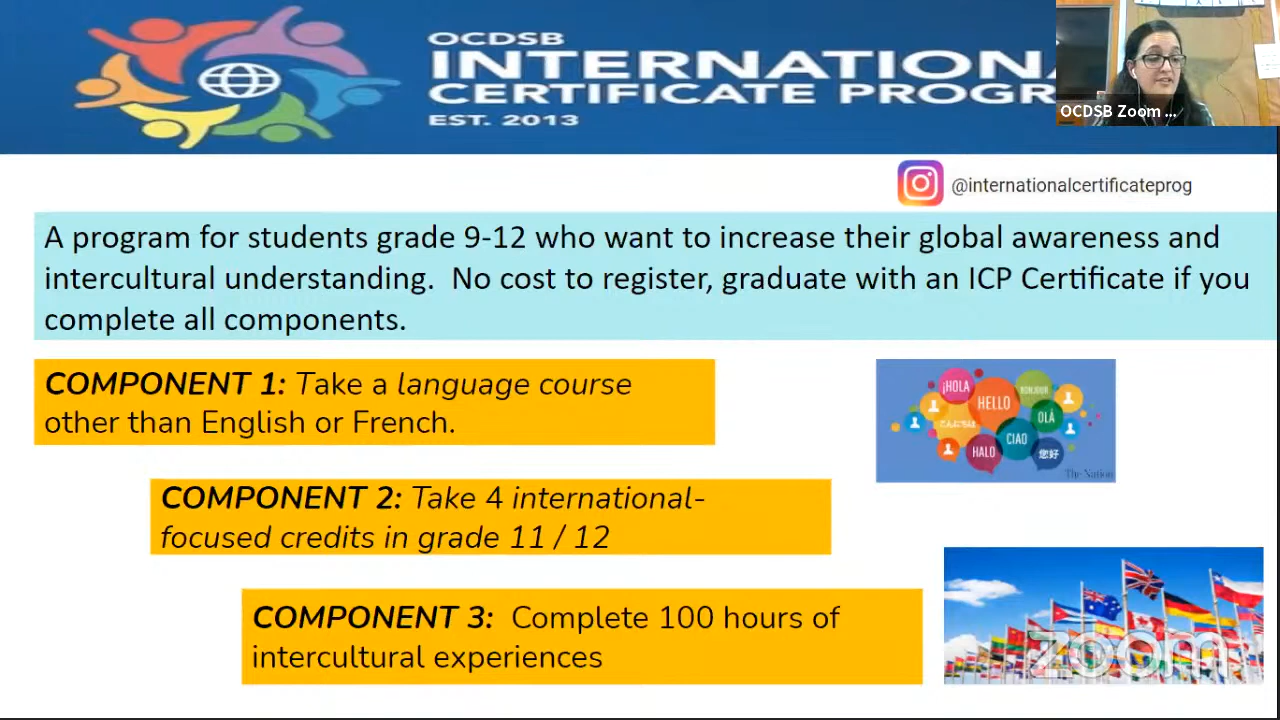 OCDSB
INTERNATIONA
CERTIFICATE PROGR
EST. 2013
OCDSB Zoom ...
@internationalcertificateprog
A program for students grade 9-12 who want to increase their global awareness and
intercultural understanding.  No cost to register, graduate with an ICP Certificate if you
complete all components.
COMPONENT 1: Take a language course
other than English or French.
¡HOLA
HELLO
BONJOUR
OLÁ
CIAO
HALO
您好
The Nation
COMPONENT 2: Take 4 international-
focused credits in grade 11 / 12
COMPONENT 3:  Complete 100 hours of
intercultural experiences
zoom